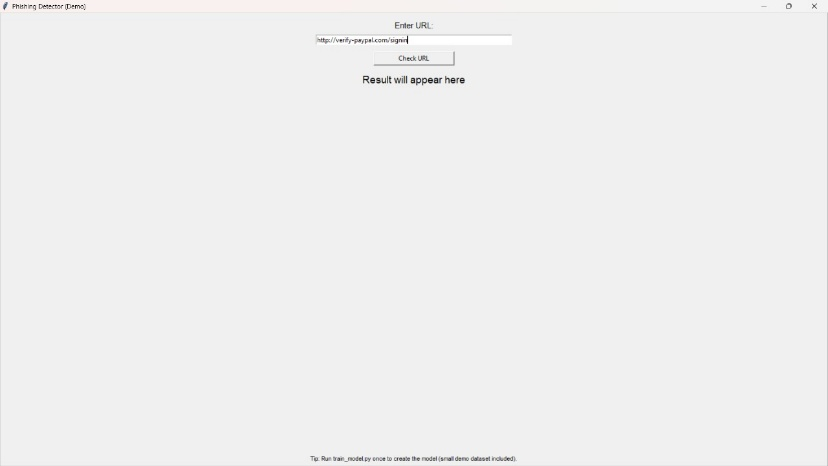 Phishing Detector (Demo)
Enter URL:
http://verify-paypal.com/signin
Check URL
Result will appear here
Tip: Run train_model.py once to create the model (small demo dataset included).